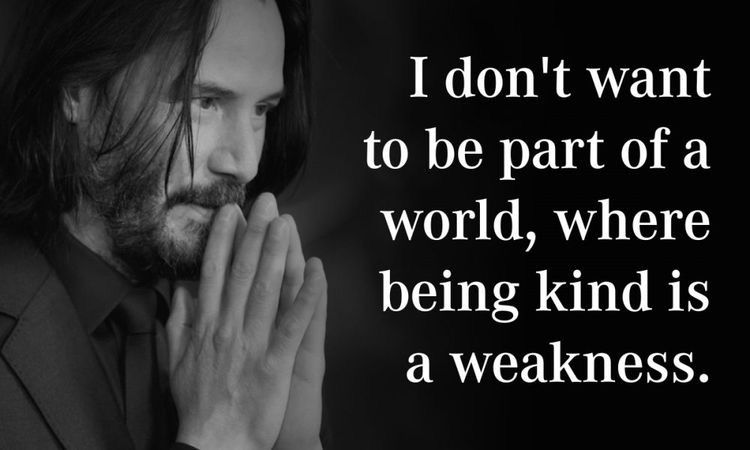 I don't want
to be part of a
world, where
being kind is
a weakness.